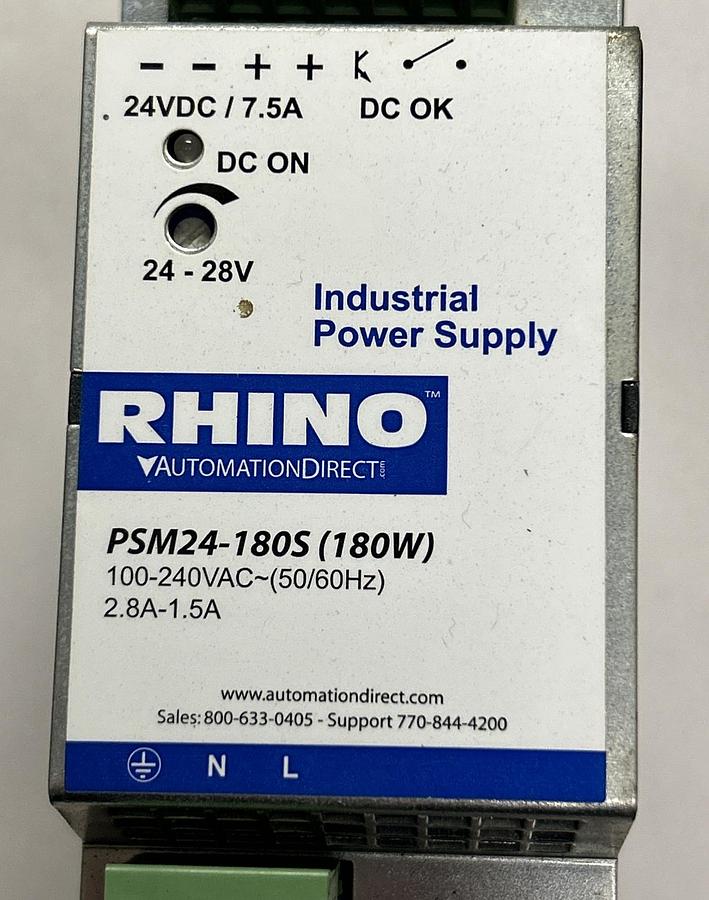 – – + +
24VDC / 7.5A DC OK
DC ON
24 - 28V
Industrial
Power Supply
RHINO™
AUTOMATIONDIRECT.com
PSM24-180S (180W)
100-240VAC~(50/60Hz)
2.8A-1.5A
www.automationdirect.com
Sales: 800-633-0405 - Support 770-844-4200
N L